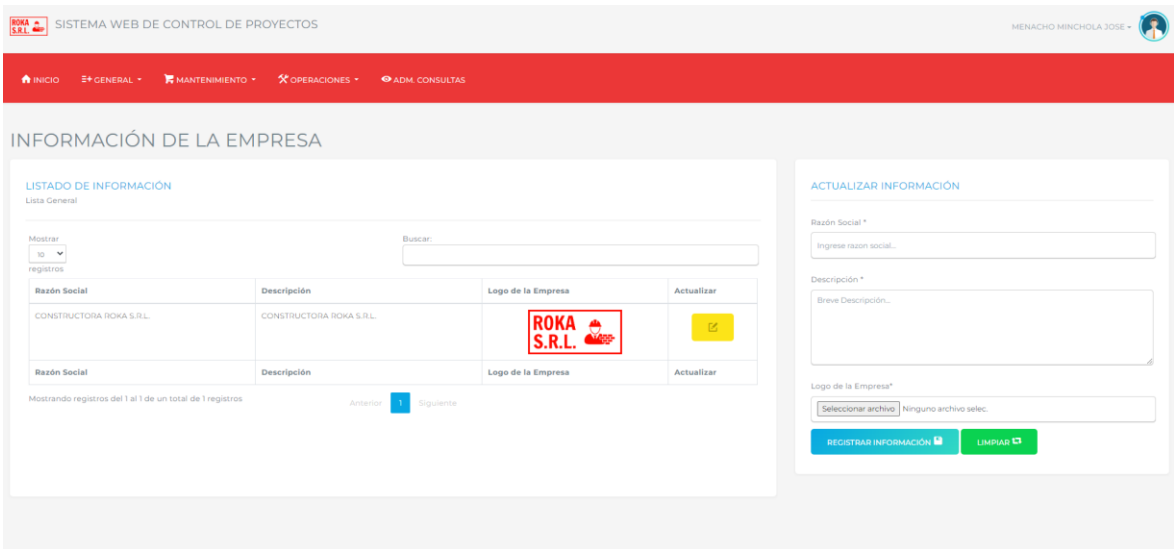 ROKA S.R.L. SISTEMA WEB DE CONTROL DE PROYECTOS
MENACHO MINCHOLA JOSE
INICIO GENERAL MANTENIMIENTO OPERACIONES ADM. CONSULTAS
INFORMACIÓN DE LA EMPRESA
LISTADO DE INFORMACIÓN
Lista General
Mostrar
10
registros
Buscar:
Razón Social Descripción Logo de la Empresa Actualizar
CONSTRUCTORA ROKA S.R.L. CONSTRUCTORA ROKA S.R.L.
ROKA
S.R.L.
Razón Social Descripción Logo de la Empresa Actualizar
Mostrando registros del 1 al 1 de un total de 1 registros
Anterior 1 Siguiente
ACTUALIZAR INFORMACIÓN
Razón Social *
Ingrese razon social...
Descripción *
Breve Descripción...
Logo de la Empresa*
Seleccionar archivo Ninguno archivo selec.
REGISTRAR INFORMACIÓN LIMPIAR